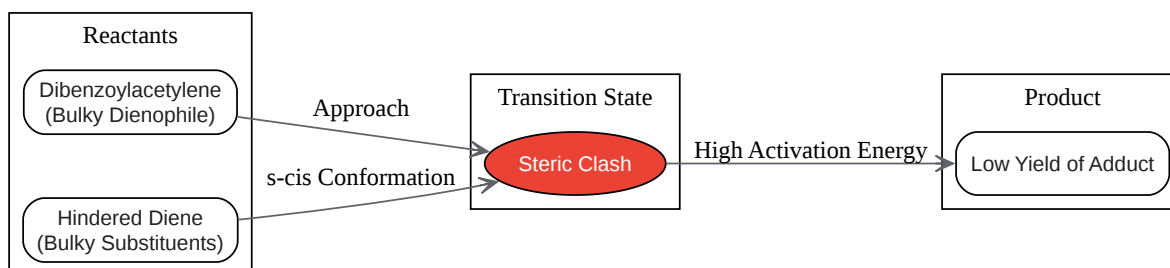 Reactants
Dibenzoylacetylene
(Bulky Dienophile)
Hindered Diene
(Bulky Substituents)
Approach
s-cis Conformation
Transition State
Steric Clash
High Activation Energy
Product
Low Yield of Adduct